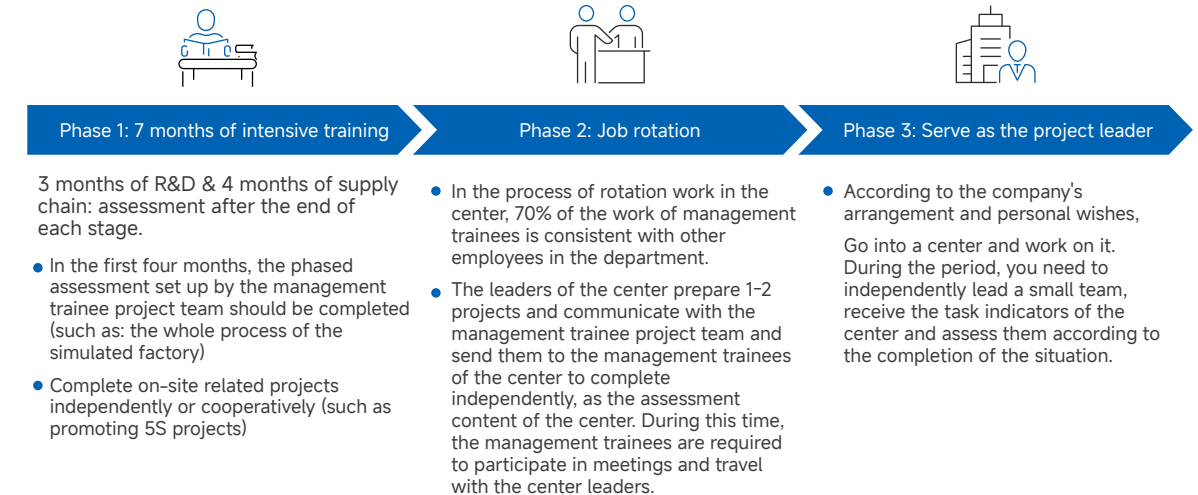 Phase 1: 7 months of intensive training
3 months of R&D & 4 months of supply
chain: assessment after the end of
each stage.
In the first four months, the phased
assessment set up by the management
trainee project team should be completed
(such as: the whole process of the
simulated factory)
Complete on-site related projects
independently or cooperatively (such as
promoting 5S projects)
Phase 2: Job rotation
In the process of rotation work in the
center, 70% of the work of management
trainees is consistent with other
employees in the department.
The leaders of the center prepare 1-2
projects and communicate with the
management trainee project team and
send them to the management trainees
of the center to complete
independently, as the assessment
content of the center. During this time,
the management trainees are required
to participate in meetings and travel
with the center leaders.
Phase 3: Serve as the project leader
According to the company's
arrangement and personal wishes,
Go into a center and work on it.
During the period, you need to
independently lead a small team,
receive the task indicators of the
center and assess them according to
the completion of the situation.